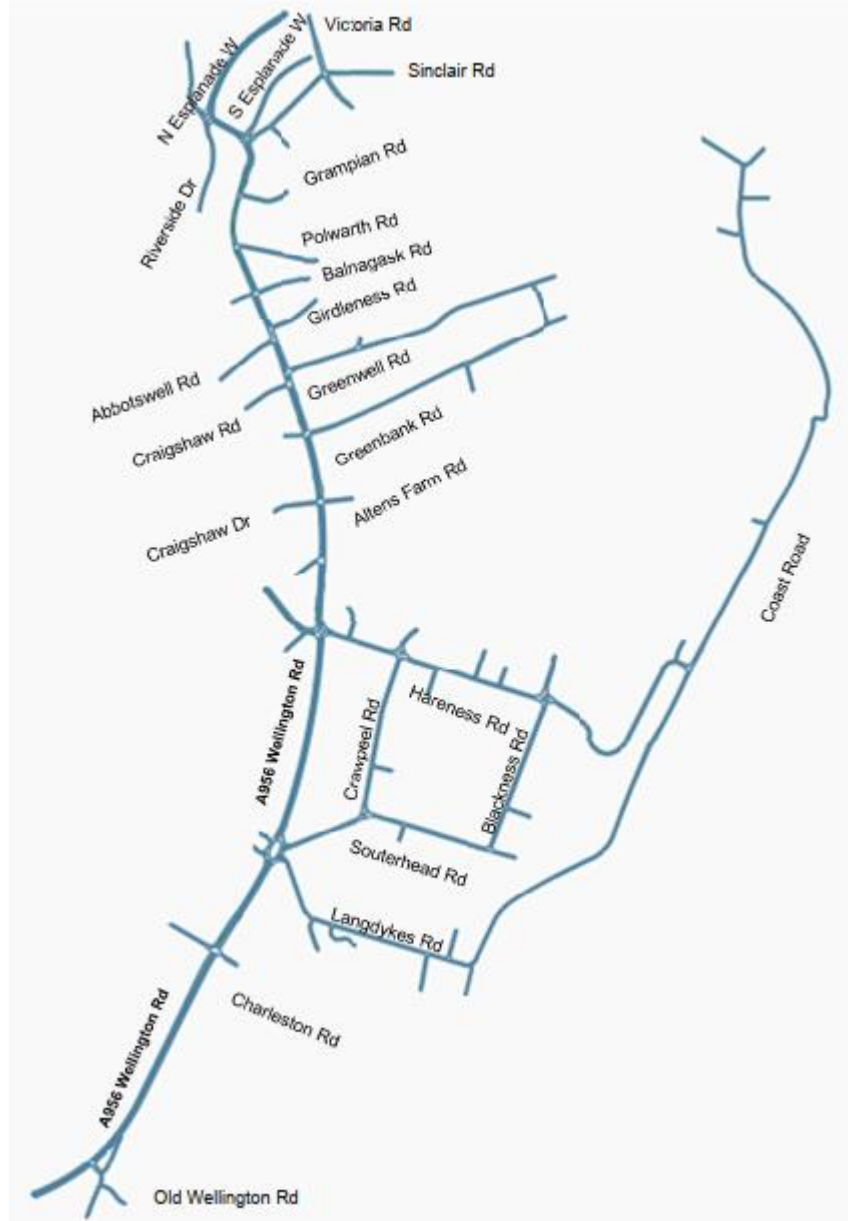 Victoria Rd
N Esplanade W
S Esplanade W
Sinclair Rd
Grampian Rd
Riverside Dr
Polwarth Rd
Balnagask Rd
Girdleness Rd
Abbotswell Rd
Greenwell Rd
Craigshaw Rd
Greenbank Rd
Altens Farm Rd
Craigshaw Dr
Coast Road
A956 Wellington Rd
Hareness Rd
Crawpeel Rd
Blackness Rd
Souterhead Rd
Langdykes Rd
Charleston Rd
A956 Wellington Rd
Old Wellington Rd